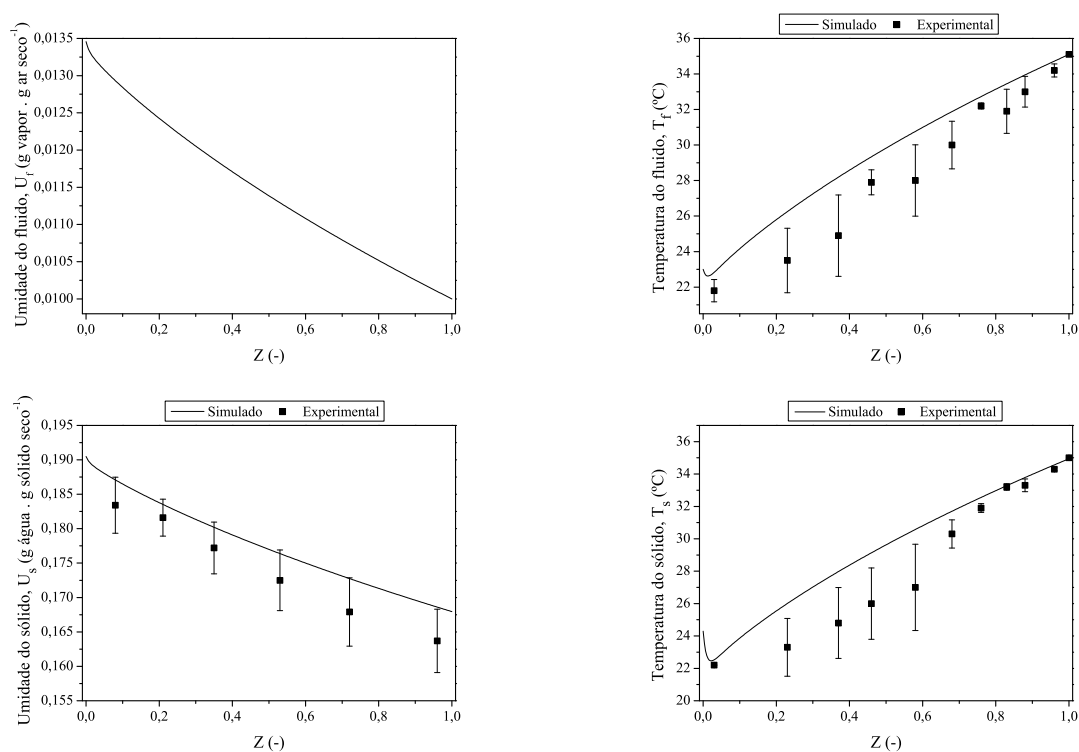 0,0135
0,0130
0,0125
0,0120
0,0115
0,0110
0,0105
0,0100
Umidade do fluido, U_f (g vapor . g ar seco⁻¹)
0,0 0,2 0,4 0,6 0,8 1,0
Z (-)
Simulado Experimental
36
34
32
30
28
26
24
22
Temperatura do fluido, T_f (ºC)
0,0 0,2 0,4 0,6 0,8 1,0
Z (-)
Simulado Experimental
0,195
0,190
0,185
0,180
0,175
0,170
0,165
0,160
0,155
Umidade do sólido, U_s (g água . g sólido seco⁻¹)
0,0 0,2 0,4 0,6 0,8 1,0
Z (-)
Simulado Experimental
36
34
32
30
28
26
24
22
20
Temperatura do sólido, T_s (ºC)
0,0 0,2 0,4 0,6 0,8 1,0
Z (-)